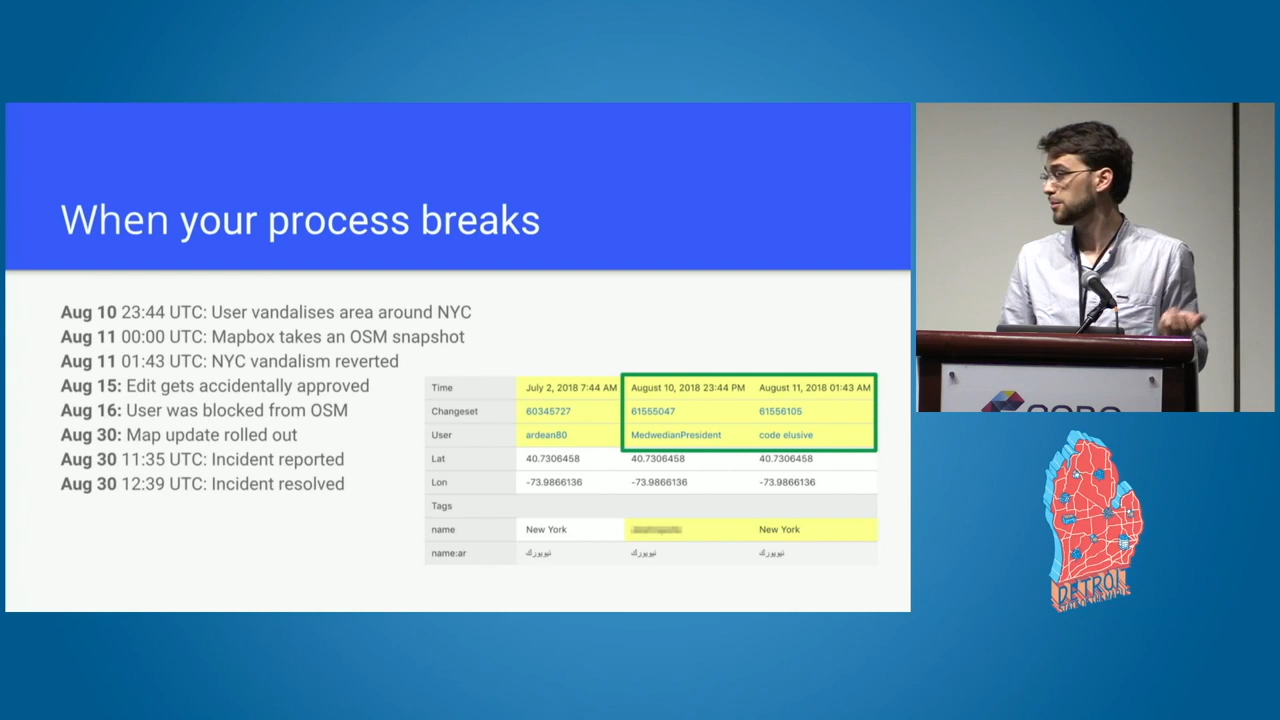 When your process breaks
Aug 10 23:44 UTC: User vandalises area around NYC
Aug 11 00:00 UTC: Mapbox takes an OSM snapshot
Aug 11 01:43 UTC: NYC vandalism reverted
Aug 15: Edit gets accidentally approved
Aug 16: User was blocked from OSM
Aug 30: Map update rolled out
Aug 30 11:35 UTC: Incident reported
Aug 30 12:39 UTC: Incident resolved
Time July 2, 2018 7:44 AM August 10, 2018 23:44 PM August 11, 2018 01:43 AM
Changeset 60345727 61555047 61556105
User ardean80 MedwedianPresident code elusive
Lat 40.7306458 40.7306458 40.7306458
Lon -73.9866136 -73.9866136 -73.9866136
Tags
name New York New York
name:ar نيويورك نيويورك نيويورك
DETROIT